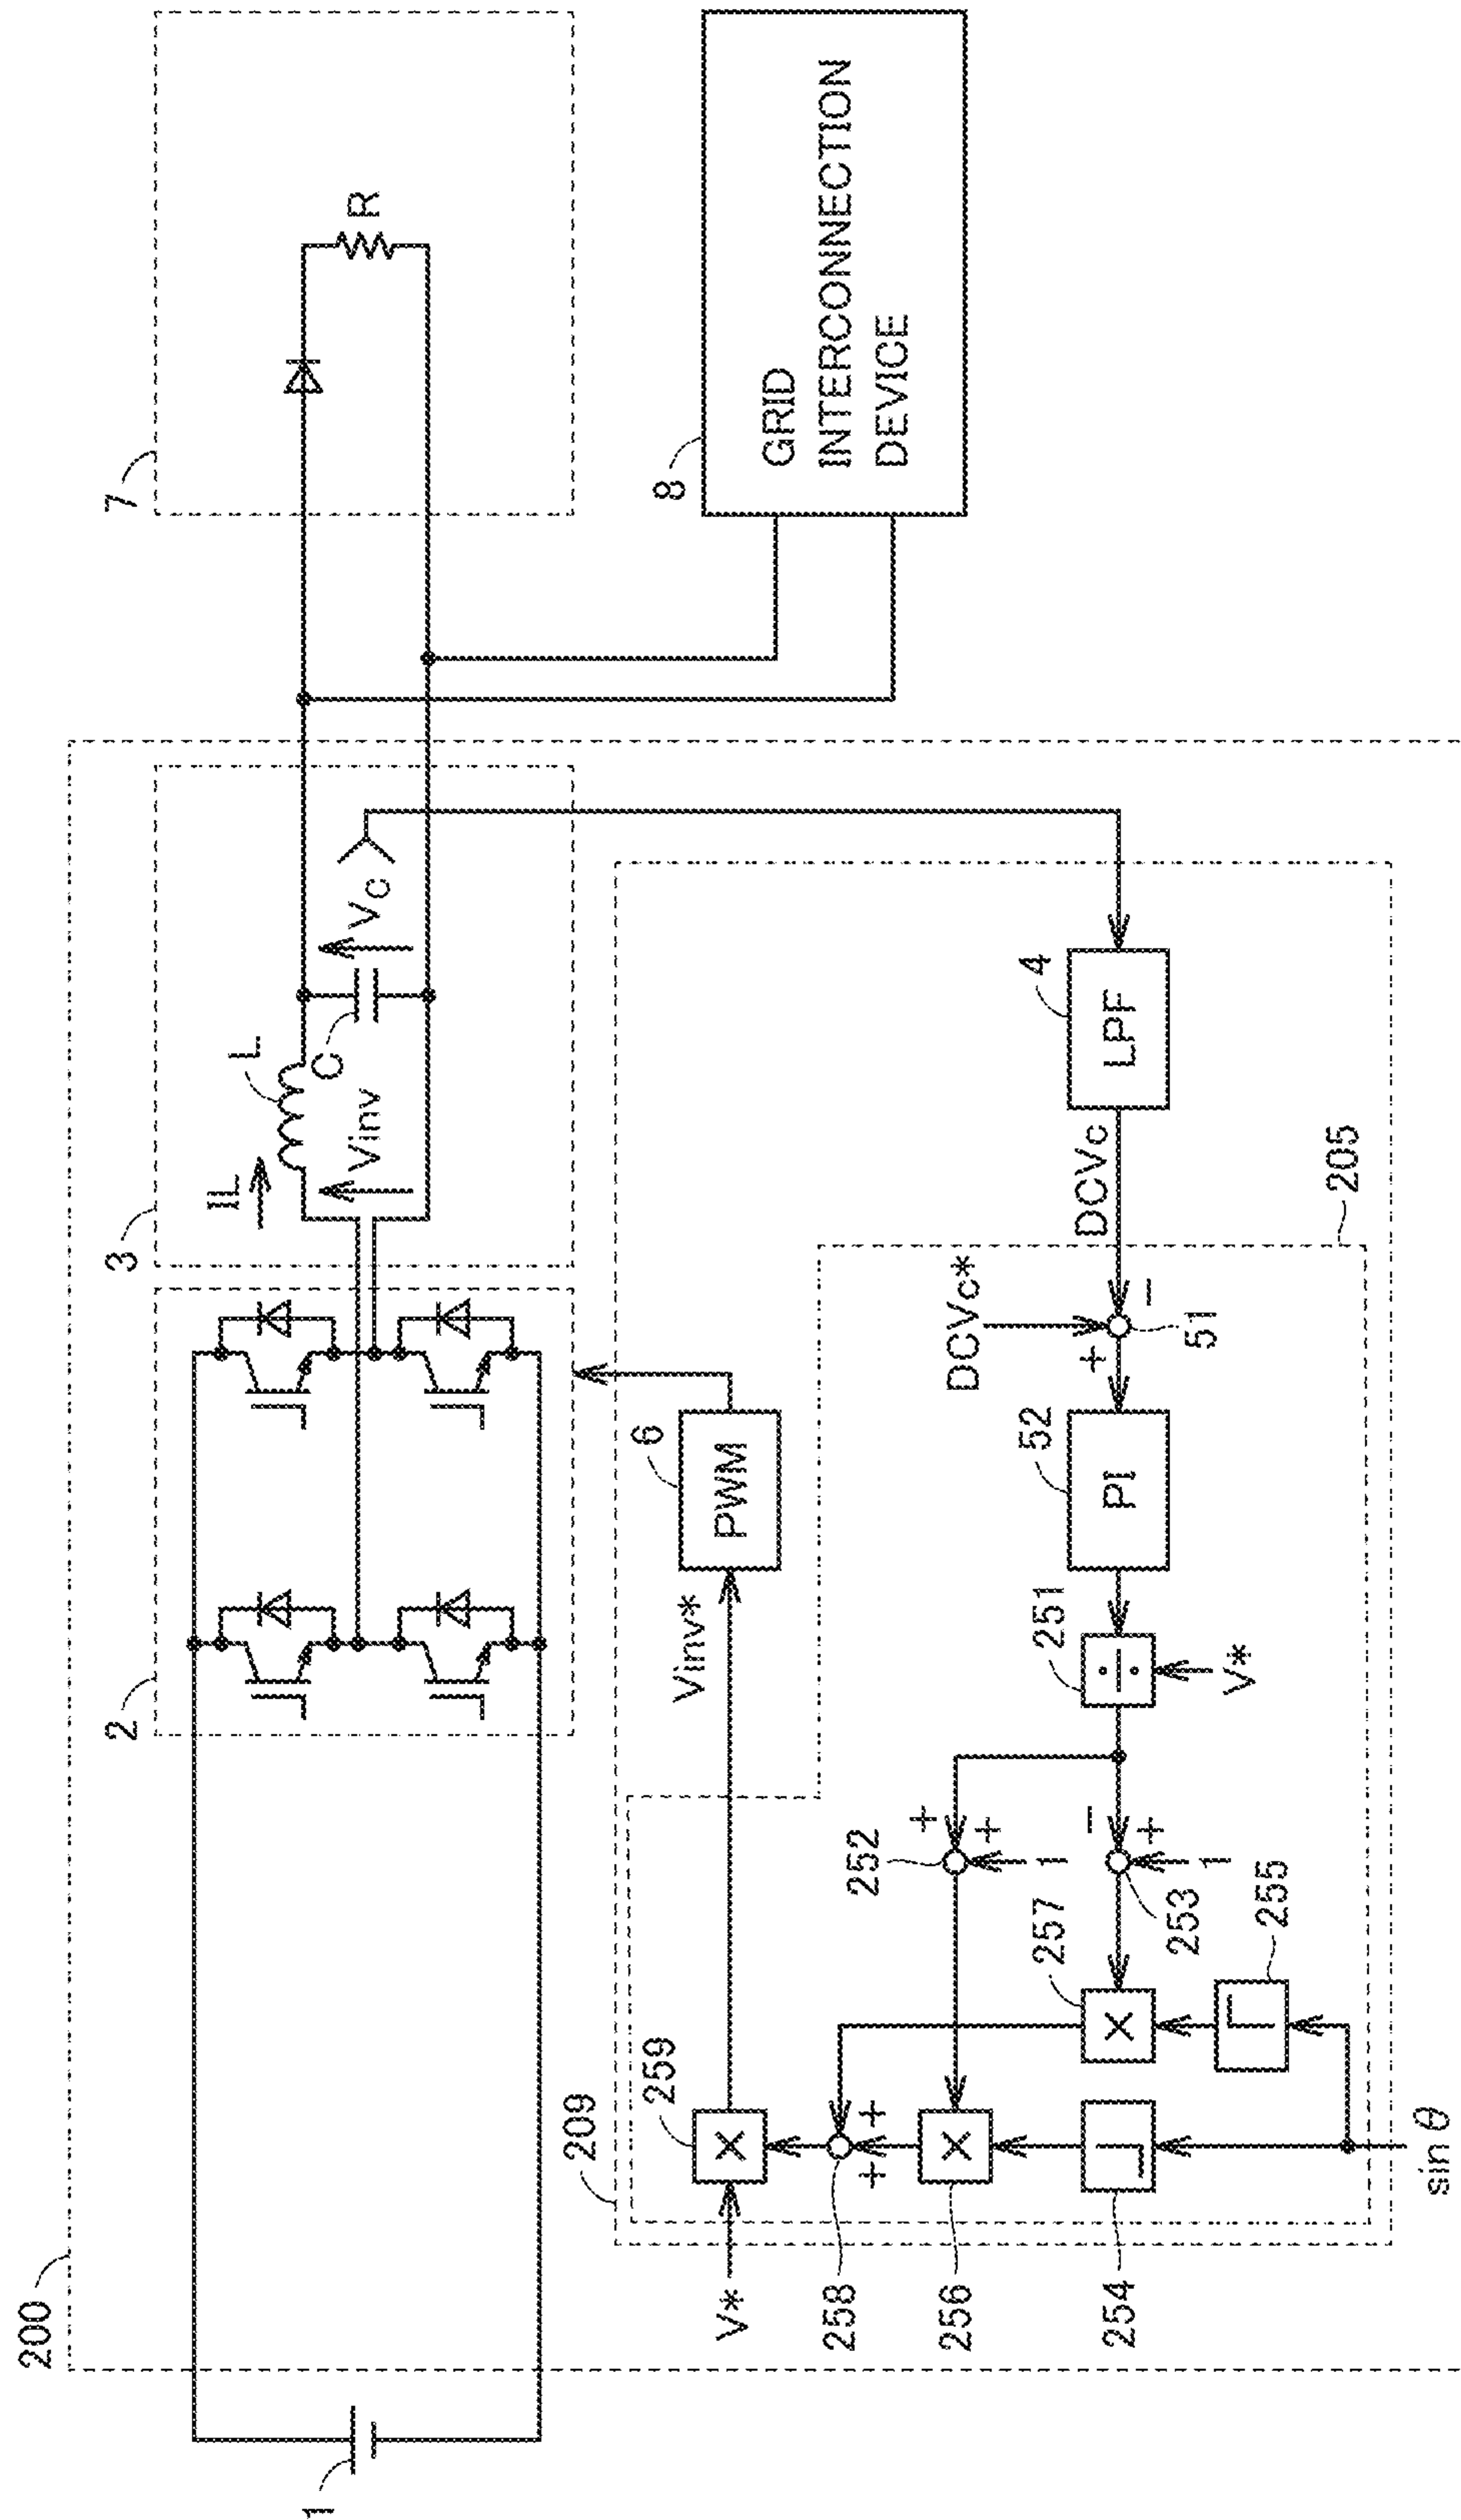 200
1
2
3
IL
L
Vinv
C
Vc
7
R
8
GRID
INTERCONNECTION
DEVICE
209
V*
259
Vinv*
6
PWM
258
256
252
+
+
1
+
+
DCVc*
254
257
253
−
+
1
251
÷
V*
52
PI
+
−
51
DCVc
4
LPF
205
255
sin θ
×
×
×